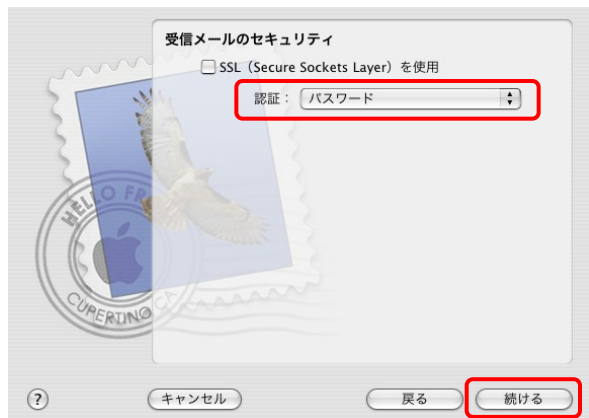 受信メールのセキュリティ
SSL（Secure Sockets Layer）を使用
認証： パスワード
HELLO FR
CUPERTINO CA
? キャンセル 戻る 続ける